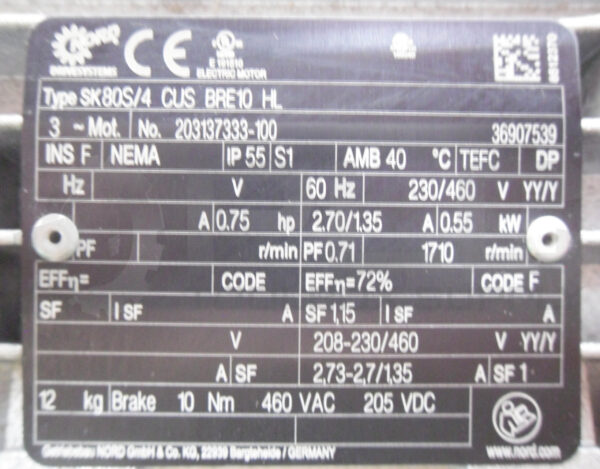 NORD
DRIVESYSTEMS
CE
E 191510
ELECTRIC MOTOR
Type SK80S/4 CUS BRE10 HL
3 ~ Mot. No. 203137333-100 36907539
INS F NEMA IP 55 S1 AMB 40 °C TEFC DP
Hz V 60 Hz 230/460 V YY/Y
A 0.75 hp 2.70/1.35 A 0.55 kW
PF r/min PF 0.71 1710 r/min
EFFη= CODE EFFη=72% CODE F
SF I SF A SF 1,15 I SF A
V 208-230/460 V YY/Y
A SF 2,73-2,7/1,35 A SF 1
12 kg Brake 10 Nm 460 VAC 205 VDC
Getriebebau NORD GmbH & Co. KG, 22939 Bargteheide / GERMANY
www.nord.com